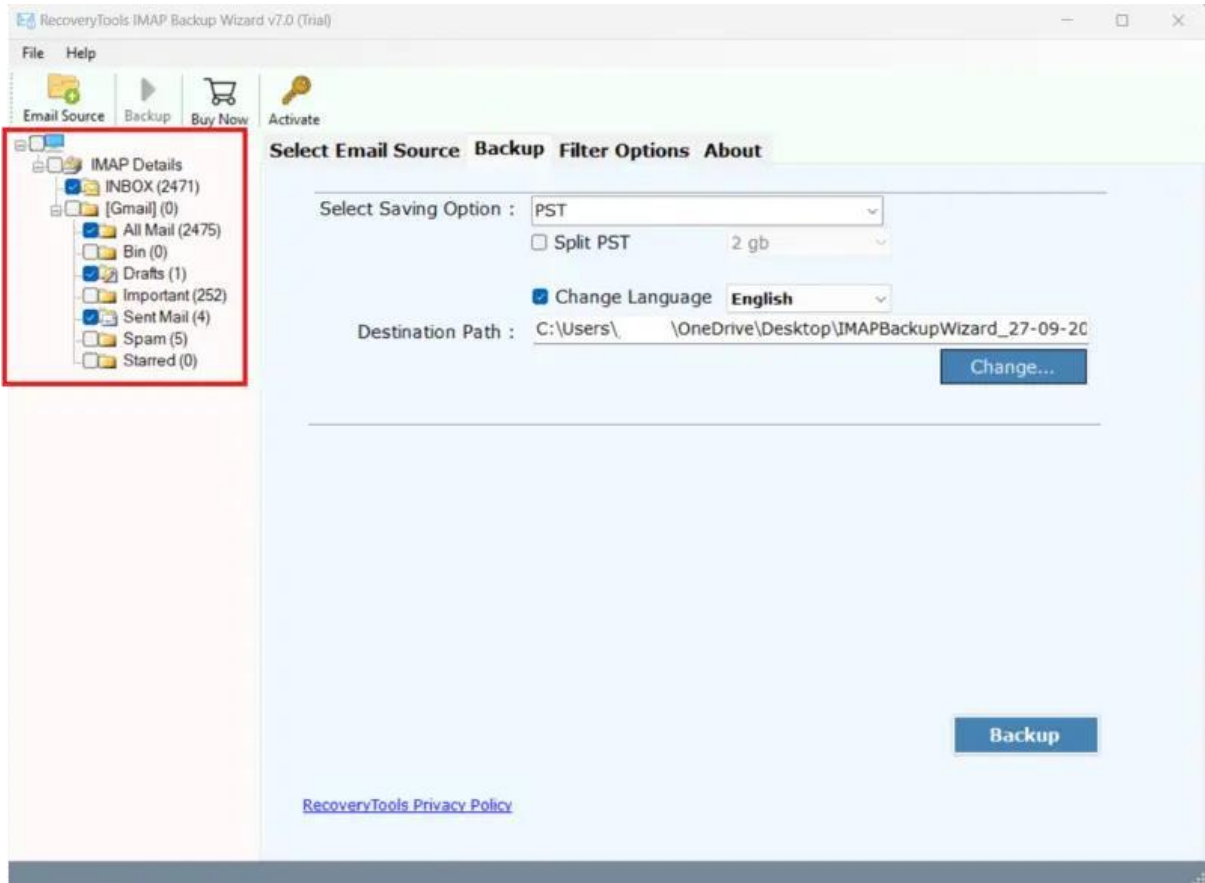 RecoveryTools IMAP Backup Wizard v7.0 (Trial)
File Help
Email Source Backup Buy Now Activate
IMAP Details
INBOX (2471)
[Gmail] (0)
All Mail (2475)
Bin (0)
Drafts (1)
Important (252)
Sent Mail (4)
Spam (5)
Starred (0)
Select Email Source Backup Filter Options About
Select Saving Option : PST
Split PST 2 gb
Change Language English
Destination Path : C:\Users\ \OneDrive\Desktop\IMAPBackupWizard_27-09-20
Change...
Backup
RecoveryTools Privacy Policy